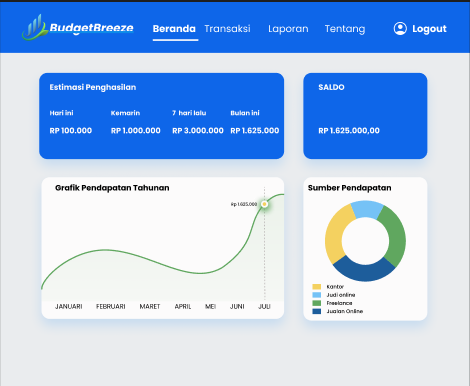 BudgetBreeze
Beranda Transaksi Laporan Tentang Logout
Estimasi Penghasilan
Hari ini Kemarin 7 hari lalu Bulan ini
RP 100.000 RP 1.000.000 RP 3.000.000 RP 1.625.000
SALDO
RP 1.625.000,00
Grafik Pendapatan Tahunan
Rp 1.625.000
JANUARI FEBRUARI MARET APRIL MEI JUNI JULI
Sumber Pendapatan
Kantor
Judi online
Freelance
Jualan Online